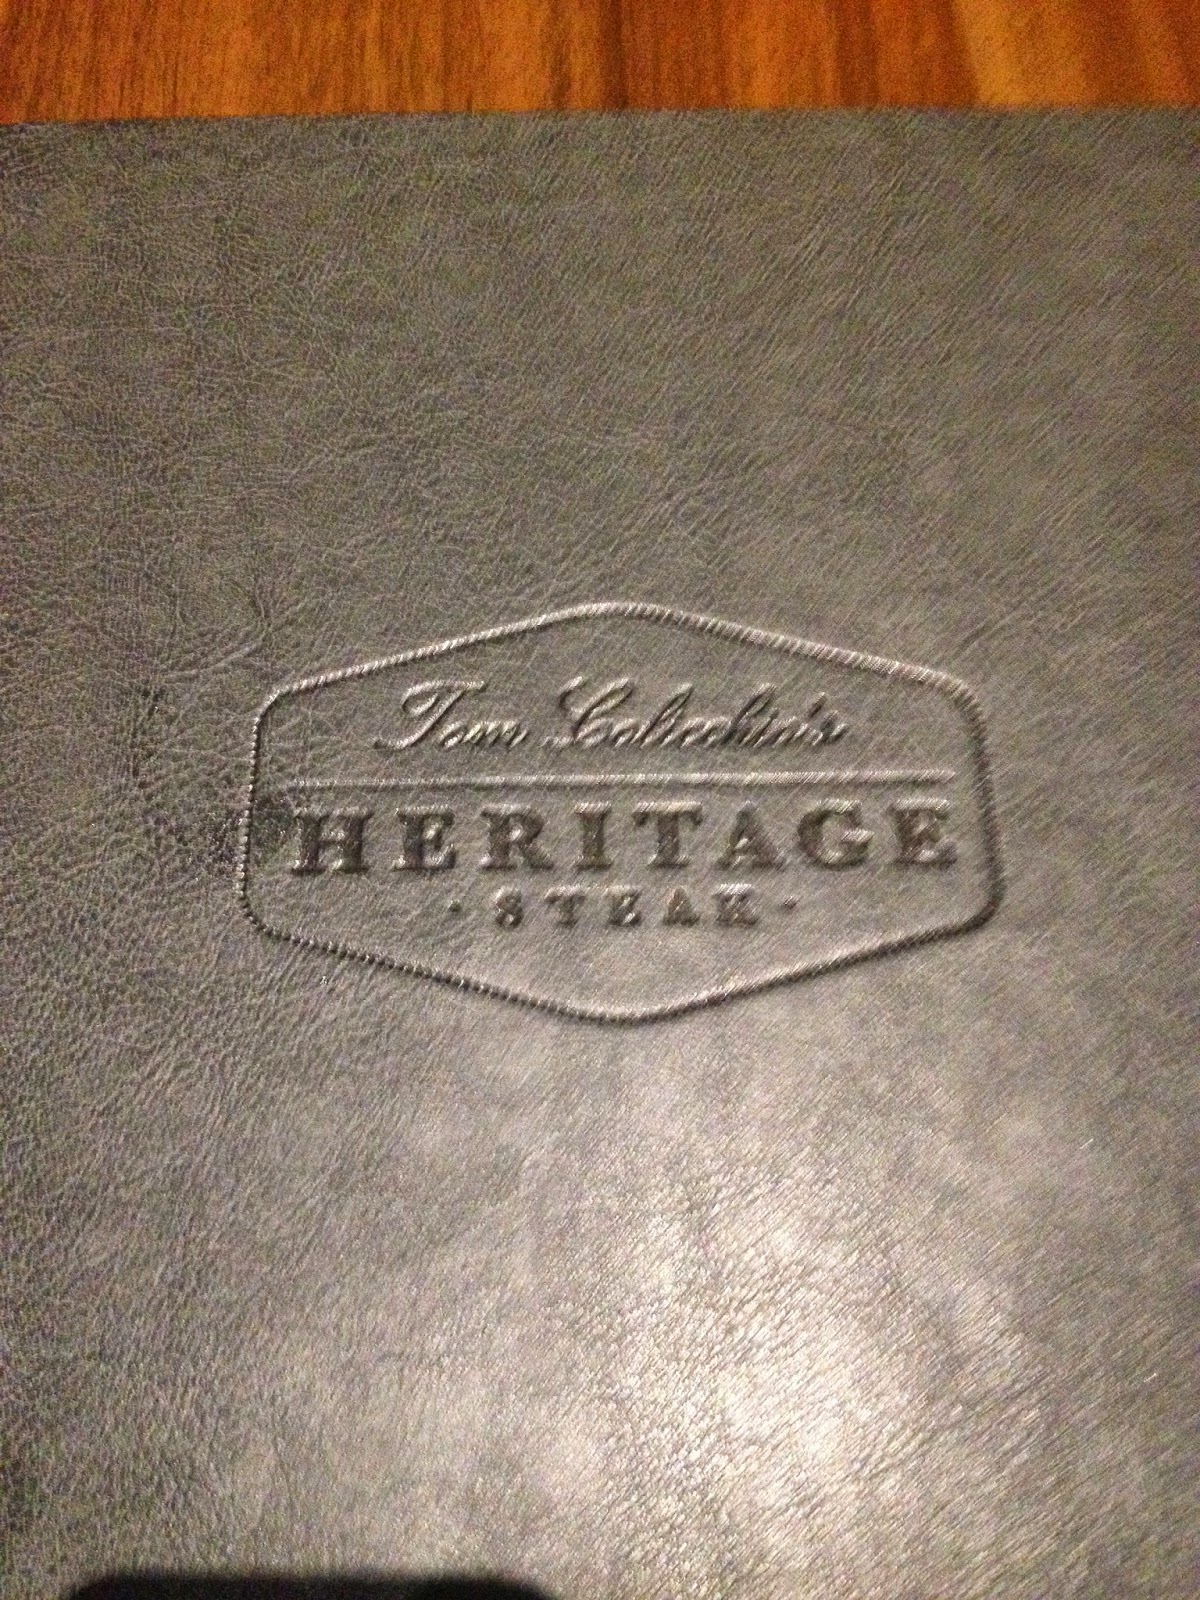 Tom Colicchio's
HERITAGE
· STEAK ·